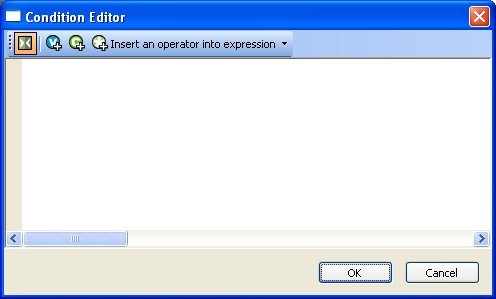 Condition Editor
V C Insert an operator into expression
OK Cancel